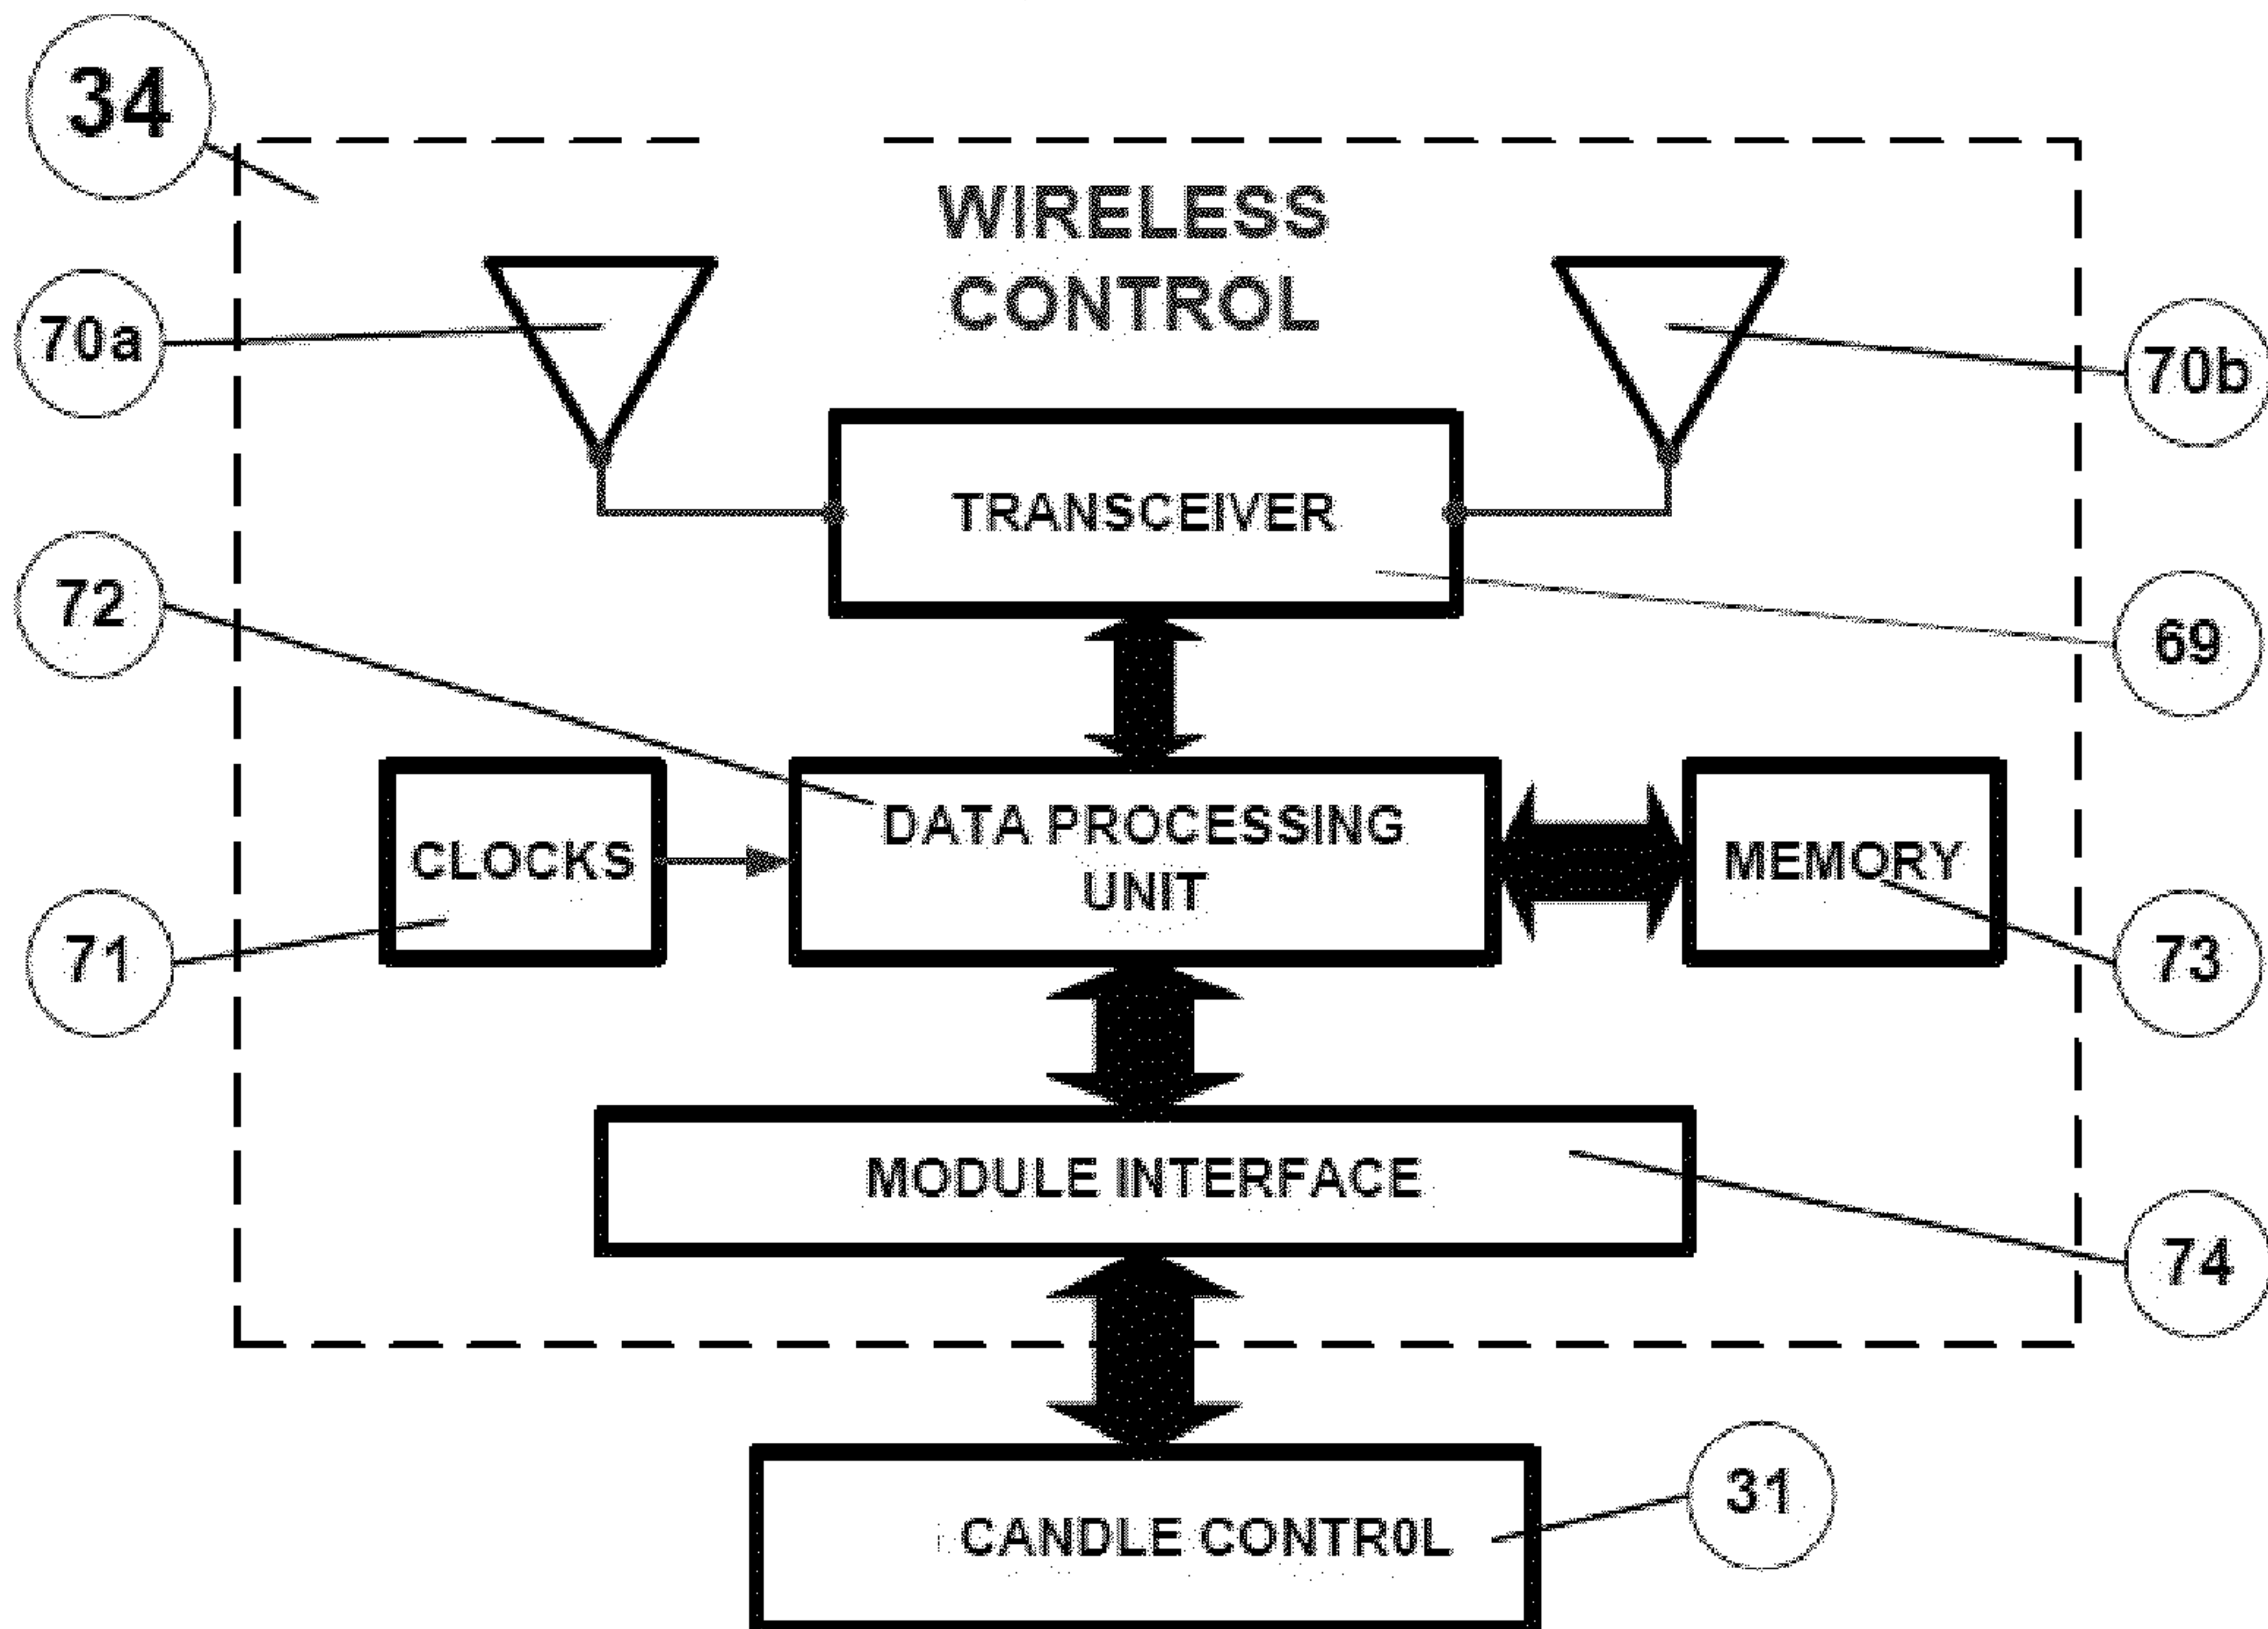 34
WIRELESS
CONTROL
70a
70b
TRANSCEIVER
72
69
CLOCKS
DATA PROCESSING
UNIT
MEMORY
71
73
MODULE INTERFACE
74
31
CANDLE CONTR0L